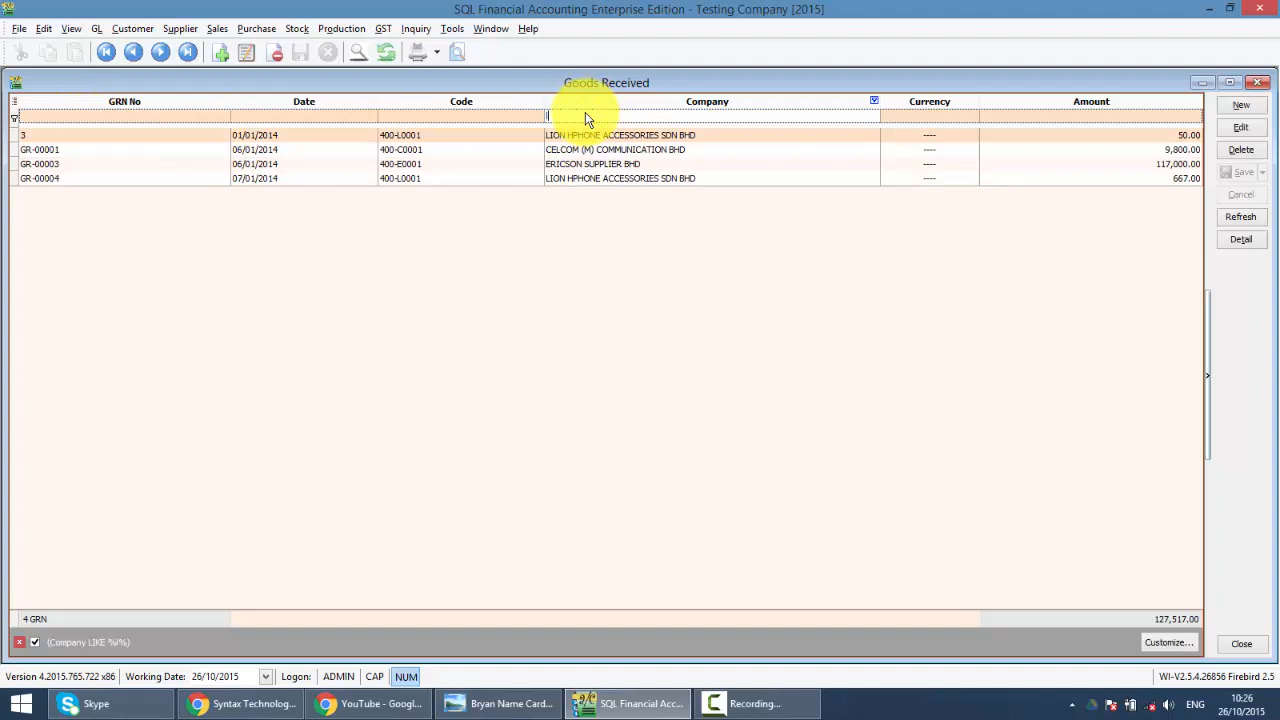 SQL Financial Accounting Enterprise Edition - Testing Company [2015]
File Edit View GL Customer Supplier Sales Purchase Stock Production GST Inquiry Tools Window Help
Goods Received
GRN No Date Code Company Currency Amount
3 01/01/2014 400-L0001 LION HPHONE ACCESSORIES SDN BHD ---- 50.00
GR-00001 06/01/2014 400-C0001 CELCOM (M) COMMUNICATION BHD ---- 9,800.00
GR-00003 06/01/2014 400-E0001 ERICSON SUPPLIER BHD ---- 117,000.00
GR-00004 07/01/2014 400-L0001 LION HPHONE ACCESSORIES SDN BHD ---- 667.00
New
Edit
Delete
Save
Cancel
Refresh
Detail
4 GRN 127,517.00
(Company LIKE %l%) Customize... Close
Version 4.2015.765.722 x86 Working Date: 26/10/2015 Logon: ADMIN CAP NUM WI-V2.5.4.26856 Firebird 2.5
Skype Syntax Technolog... YouTube - Googl... Bryan Name Card... SQL Financial Acc... Recording... ENG 10:26
26/10/2015